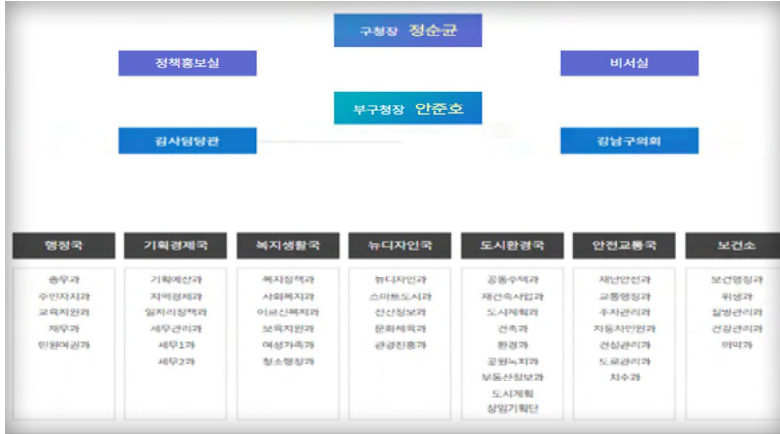 구청장 정순균
정책홍보실
비서실
부구청장 안준호
감사담당관
강남구의회
행정국
기획경제국
복지생활국
뉴디자인국
도시환경국
안전교통국
보건소
총무과
주민자치과
교육지원과
재무과
민원여권과
기획예산과
지역경제과
일자리정책과
세무관리과
세무1과
세무2과
복지정책과
사회복지과
어르신복지과
보육지원과
여성가족과
청소행정과
뉴디자인과
스마트도시과
전산정보과
문화체육과
관광진흥과
공동주택과
재건축사업과
도시계획과
건축과
환경과
공원녹지과
부동산정보과
도시계획
상임기획단
재난안전과
교통행정과
주차관리과
자동차민원과
건설관리과
도로관리과
치수과
보건행정과
위생과
질병관리과
건강관리과
의약과